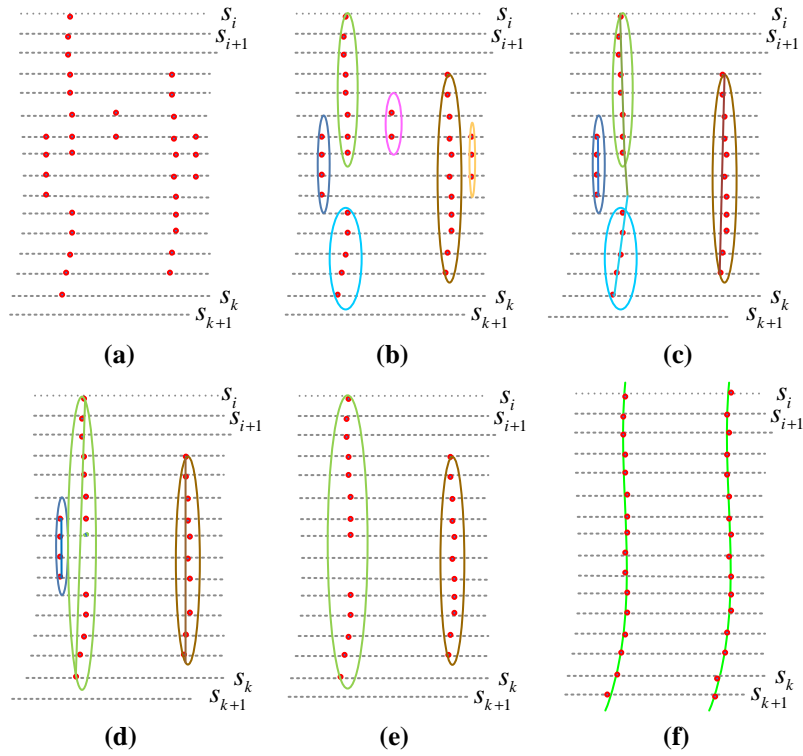 s_i
s_{i+1}
s_k
s_{k+1}
(a)
s_i
s_{i+1}
s_k
s_{k+1}
(b)
s_i
s_{i+1}
s_k
s_{k+1}
(c)
s_i
s_{i+1}
s_k
s_{k+1}
(d)
s_i
s_{i+1}
s_k
s_{k+1}
(e)
s_i
s_{i+1}
s_k
s_{k+1}
(f)